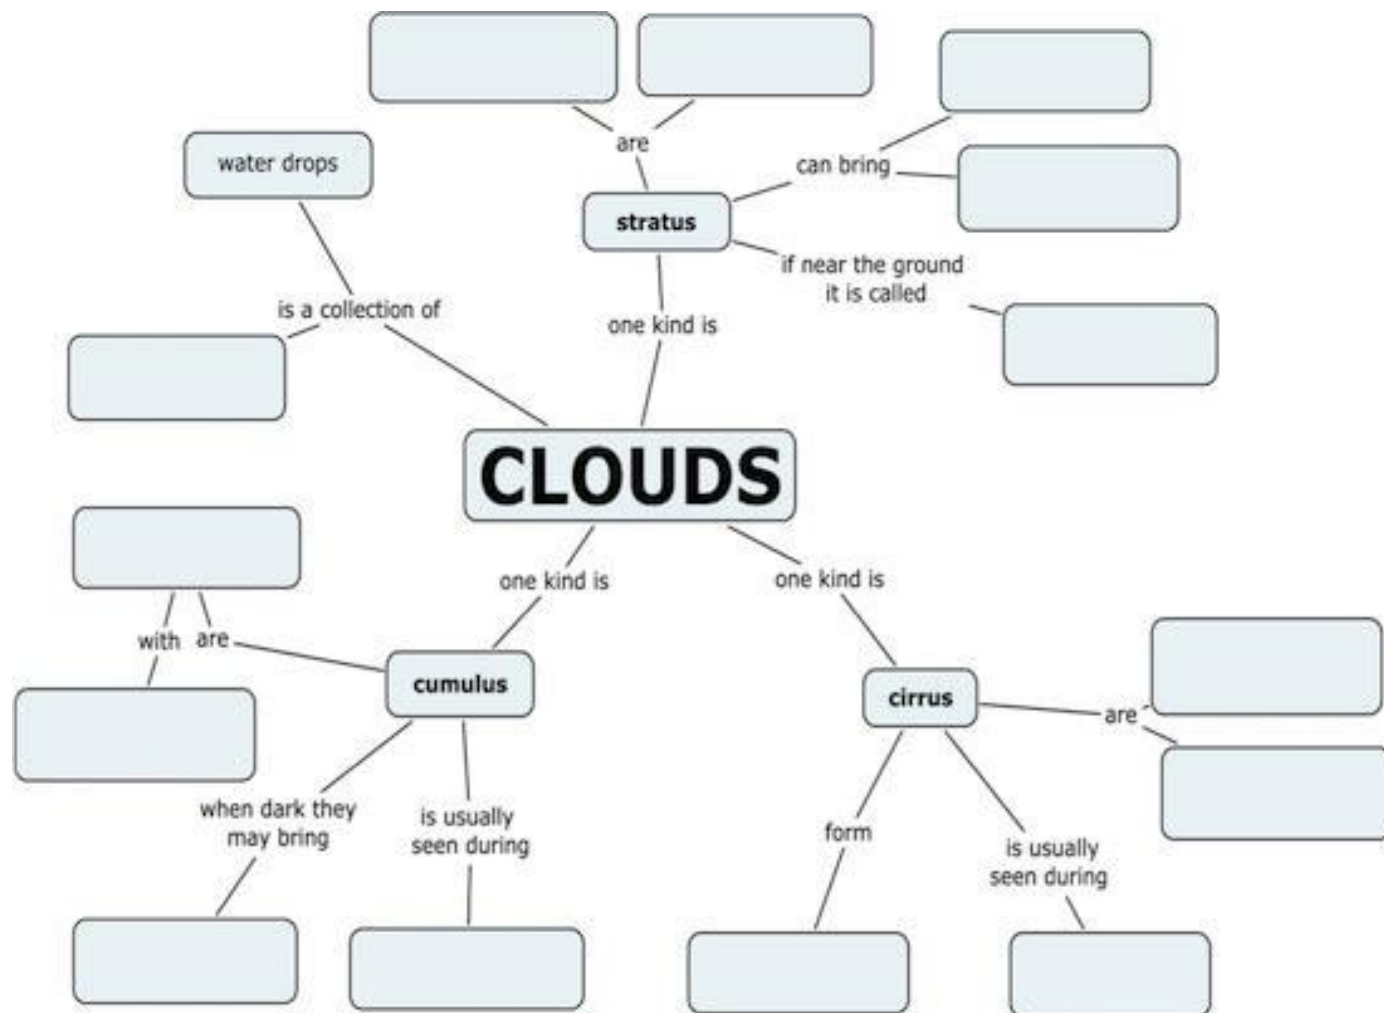 are
water drops
can bring
stratus
if near the ground
it is called
is a collection of
one kind is
CLOUDS
one kind is
one kind is
with
are
cumulus
cirrus
are
when dark they
may bring
is usually
seen during
form
is usually
seen during